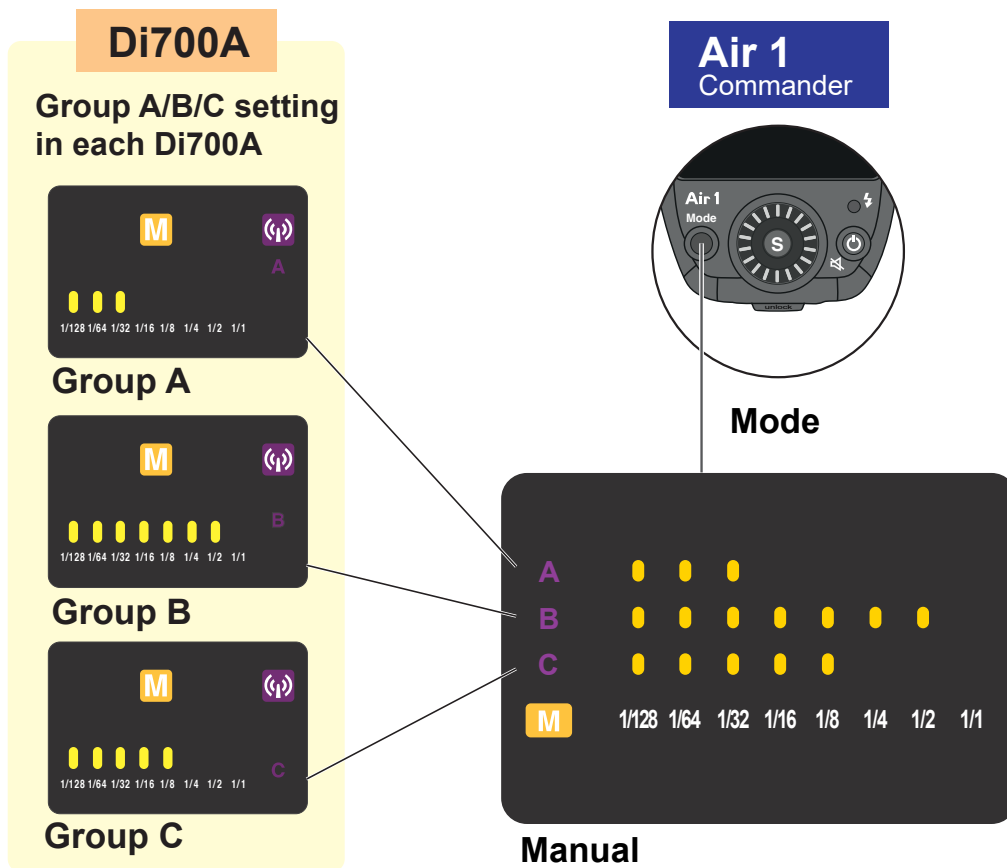 Di700A
Group A/B/C setting
in each Di700A
M
A
1/128 1/64 1/32 1/16 1/8 1/4 1/2 1/1
Group A
M
B
1/128 1/64 1/32 1/16 1/8 1/4 1/2 1/1
Group B
M
C
1/128 1/64 1/32 1/16 1/8 1/4 1/2 1/1
Group C
Air 1
Commander
Air 1
Mode
S
unlock
Mode
A
B
C
M 1/128 1/64 1/32 1/16 1/8 1/4 1/2 1/1
Manual